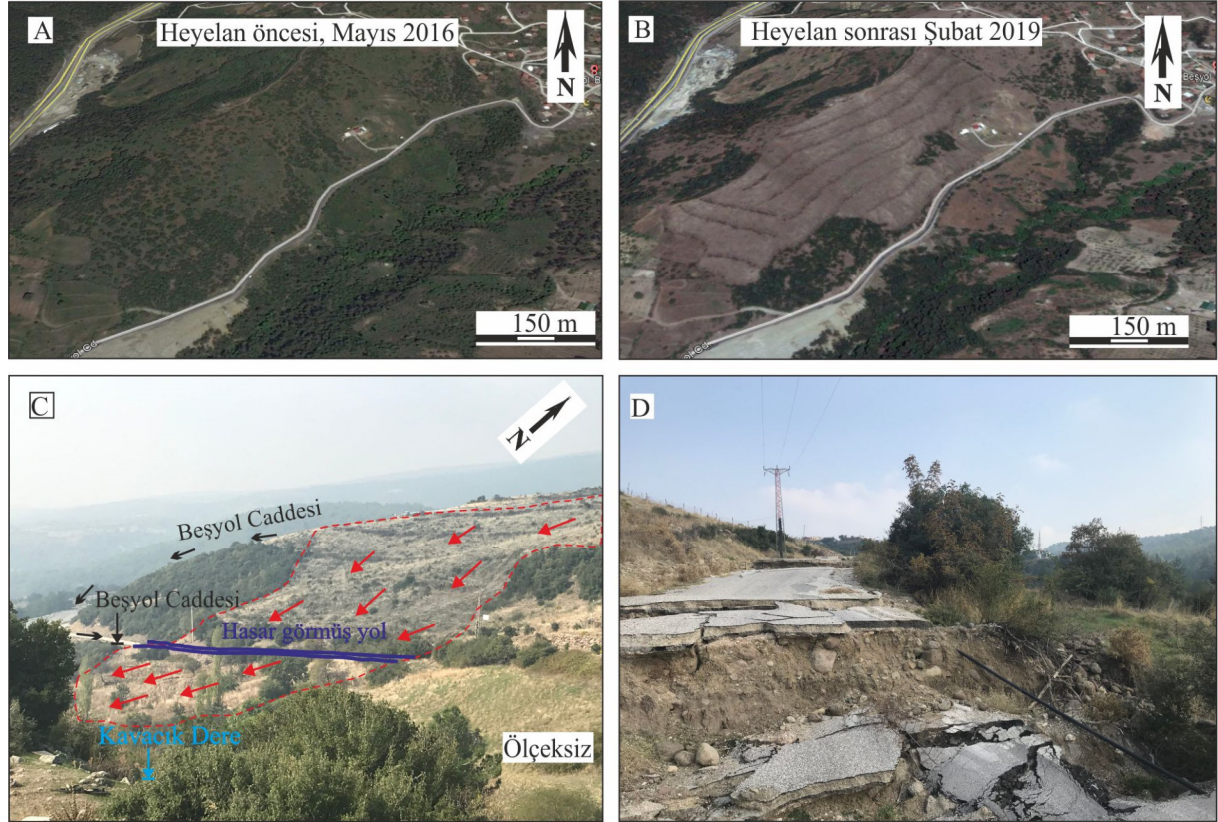 A
Heyelan öncesi, Mayıs 2016
N
150 m
B
Heyelan sonrası Şubat 2019
N
Beşyol
150 m
C
N
Beşyol Caddesi
Beşyol Caddesi
Hasar görmüş yol
Kavacık Dere
Ölçeksiz
D